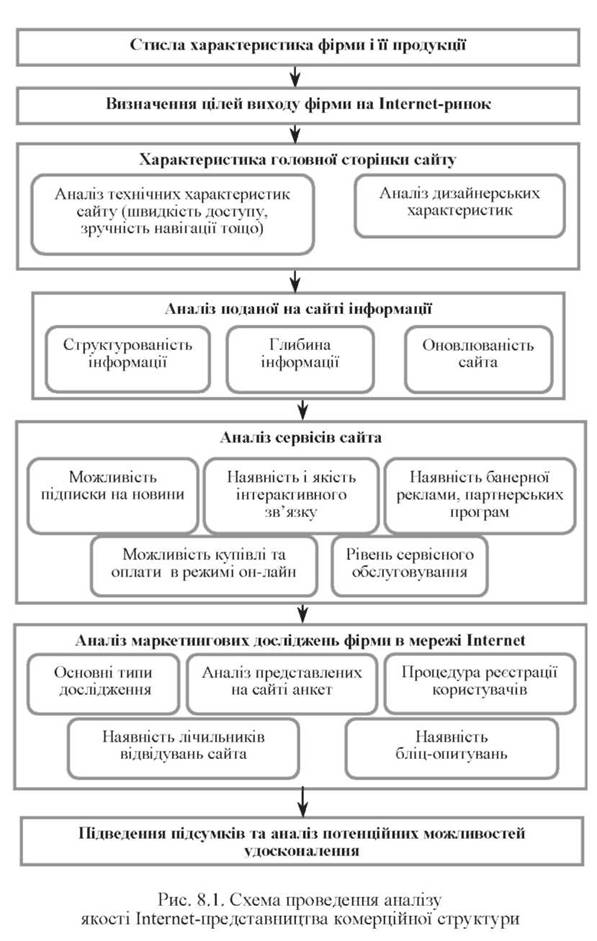 Стисла характеристика фірми і її продукції
Визначення цілей виходу фірми на Internet-ринок
Характеристика головної сторінки сайту
Аналіз технічних характеристик
сайту (швидкість доступу,
зручність навігації тощо)
Аналіз дизайнерських
характеристик
Аналіз поданої на сайті інформації
Структурованість
інформації
Глибина
інформації
Оновлюваність
сайта
Аналіз сервісів сайта
Можливість
підписки на новини
Наявність і якість
інтерактивного
зв’язку
Наявність банерної
реклами, партнерських
програм
Можливість купівлі та
оплати в режимі он-лайн
Рівень сервісного
обслуговування
Аналіз маркетингових досліджень фірми в мережі Internet
Основні типи
дослідження
Аналіз представлених
на сайті анкет
Процедура реєстрації
користувачів
Наявність лічильників
відвідувань сайта
Наявність
бліц-опитувань
Підведення підсумків та аналіз потенційних можливостей
удосконалення
Рис. 8.1. Схема проведення аналізу
якості Internet-представництва комерційної структури